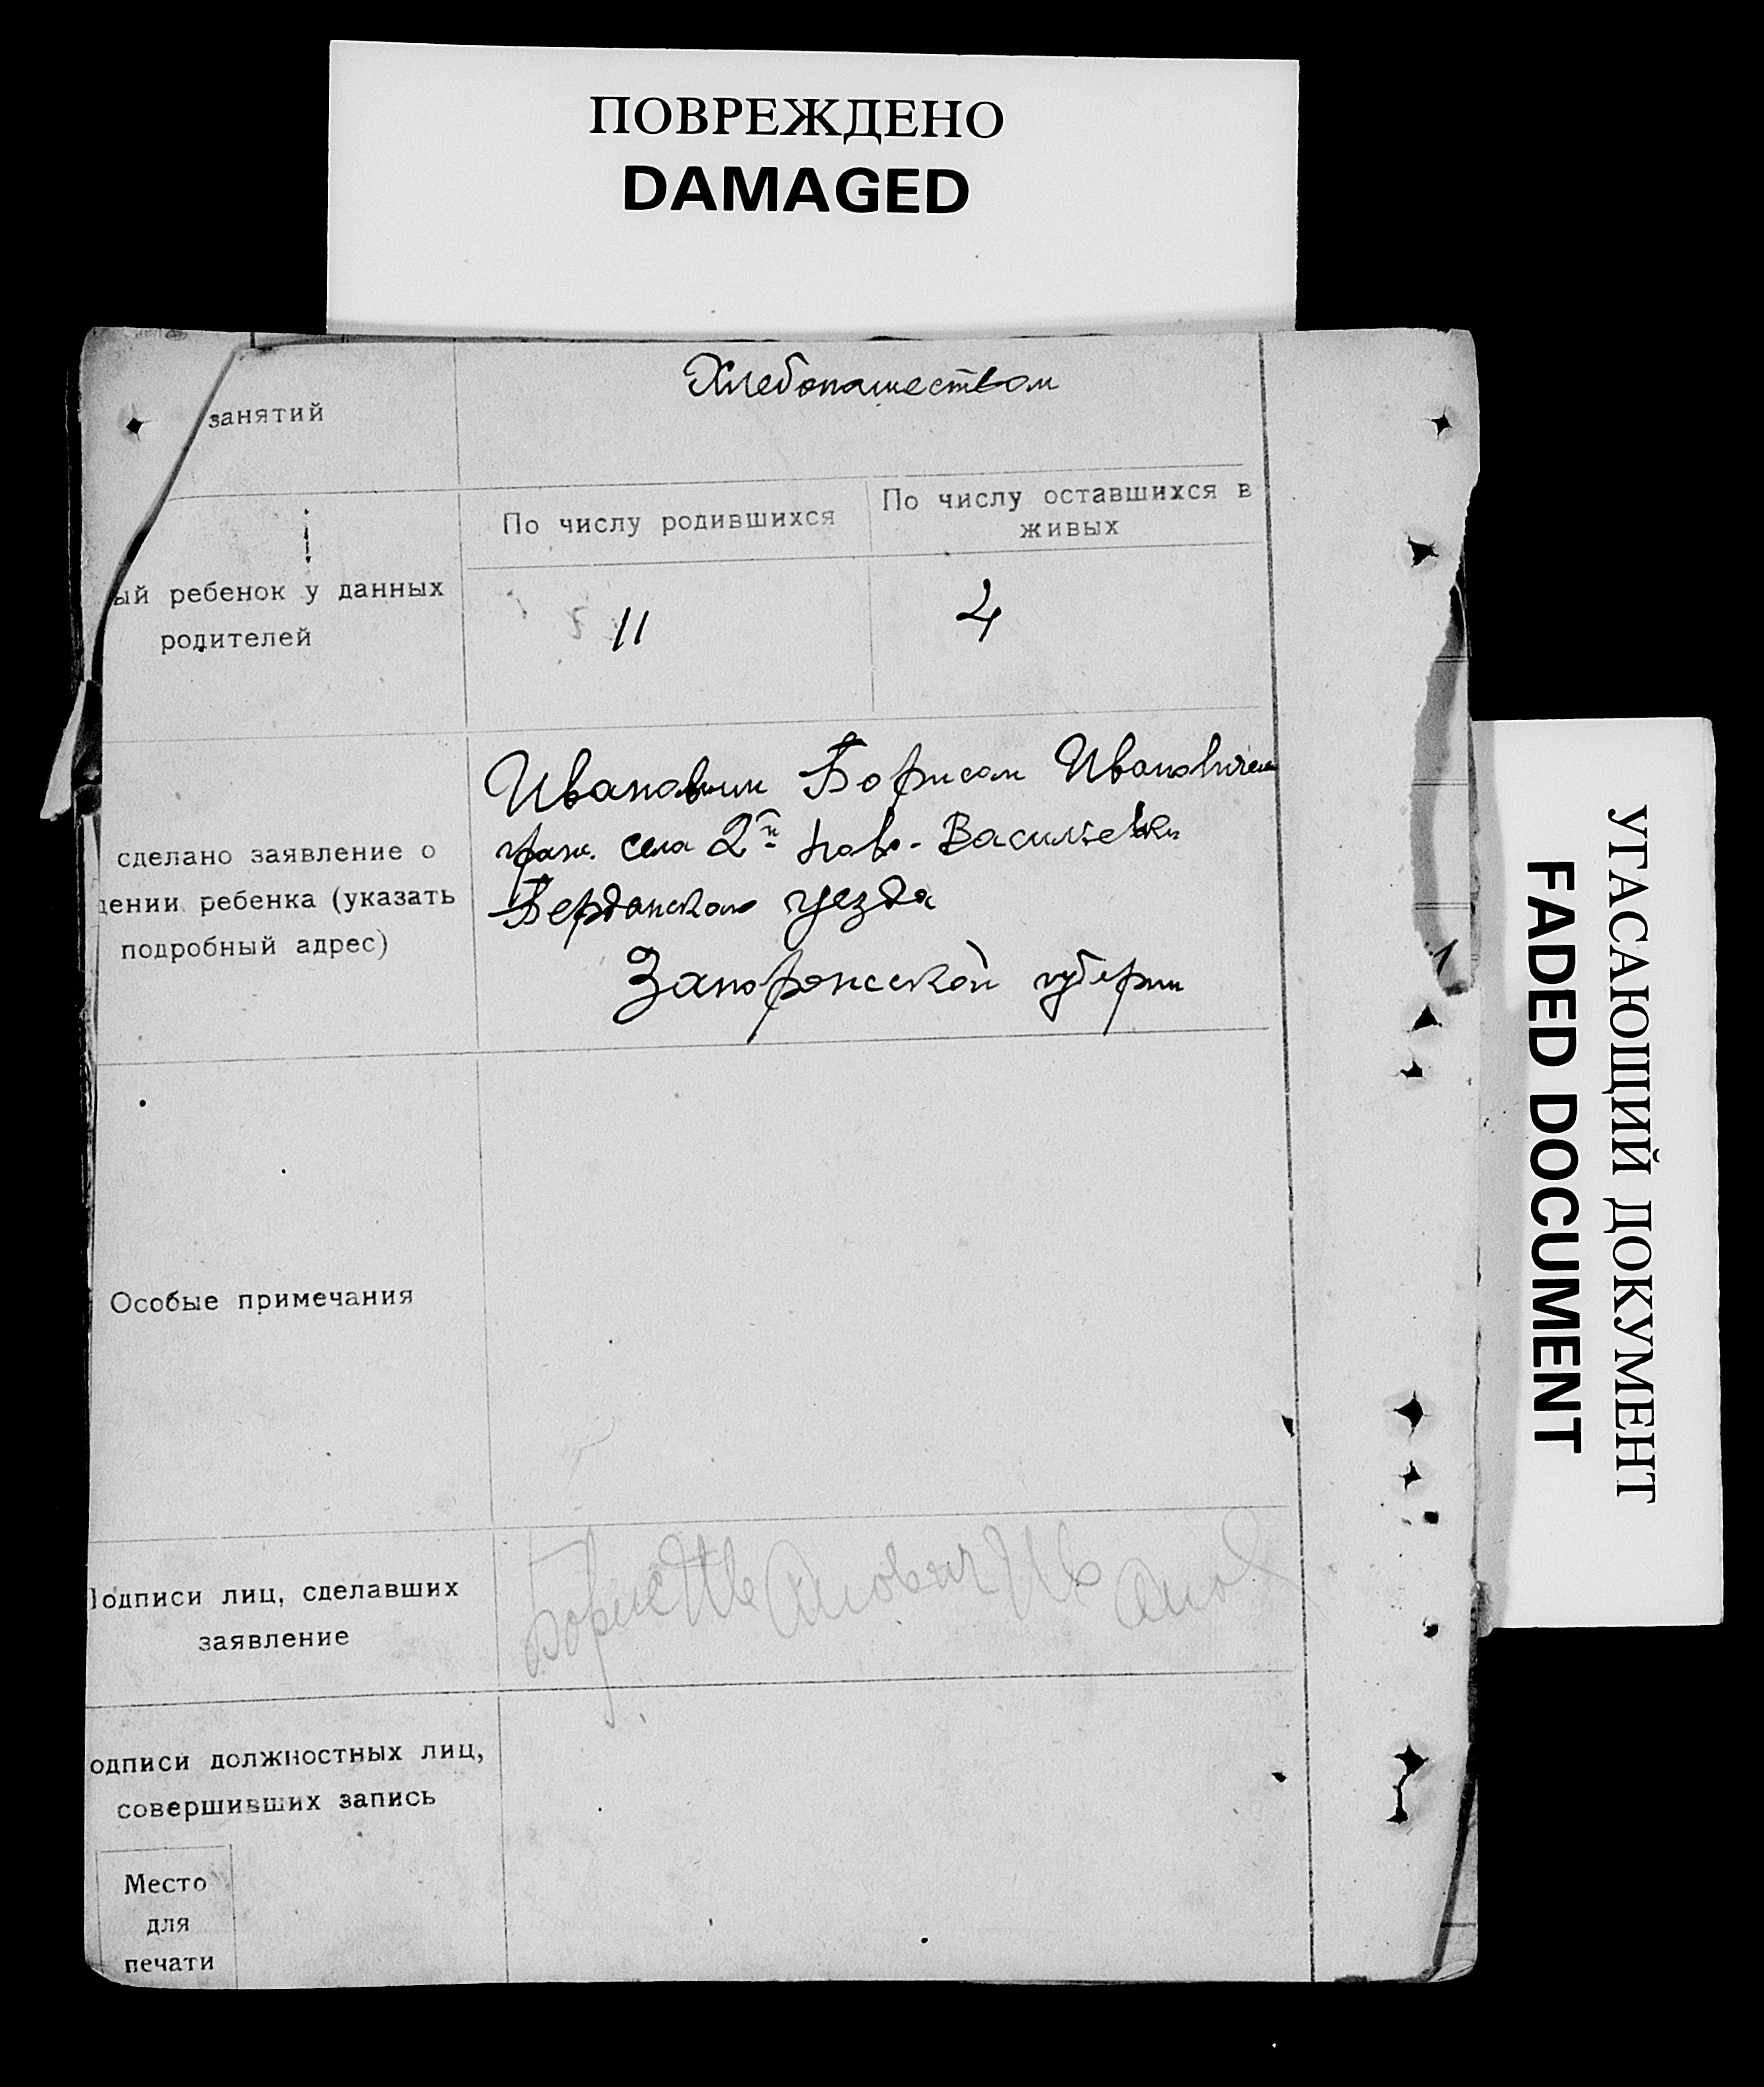 ПОВРЕЖДЕНО
DAMAGED
занятий
Хлебопашеством
По числу родившихся
По числу оставшихся в
живых
ый ребенок у данных
родителей
11
4
сделано заявление о
дении ребенка (указать
подробный адрес)
Ивановым Борисом Ивановичем
граж. села 2й Ново-Васильевки
Бердянского уезда
Запорожской губерни
Особые примечания
одписи лиц, сделавших
заявление
Борис Иванович Иванов
одписи должностных лиц,
совершивших запись
Место
для
печати
УГАСАЮЩИЙ ДОКУМЕНТ
FADED DOCUMENT